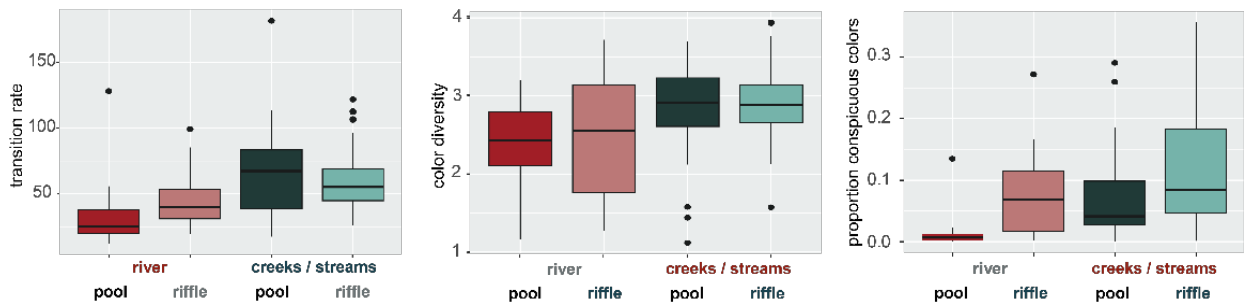 transition rate
150
100
50
river creeks / streams
pool riffle pool riffle
color diversity
4
3
2
1
river creeks / streams
pool riffle pool riffle
proportion conspicuous colors
0.3
0.2
0.1
0.0
river creeks / streams
pool riffle pool riffle